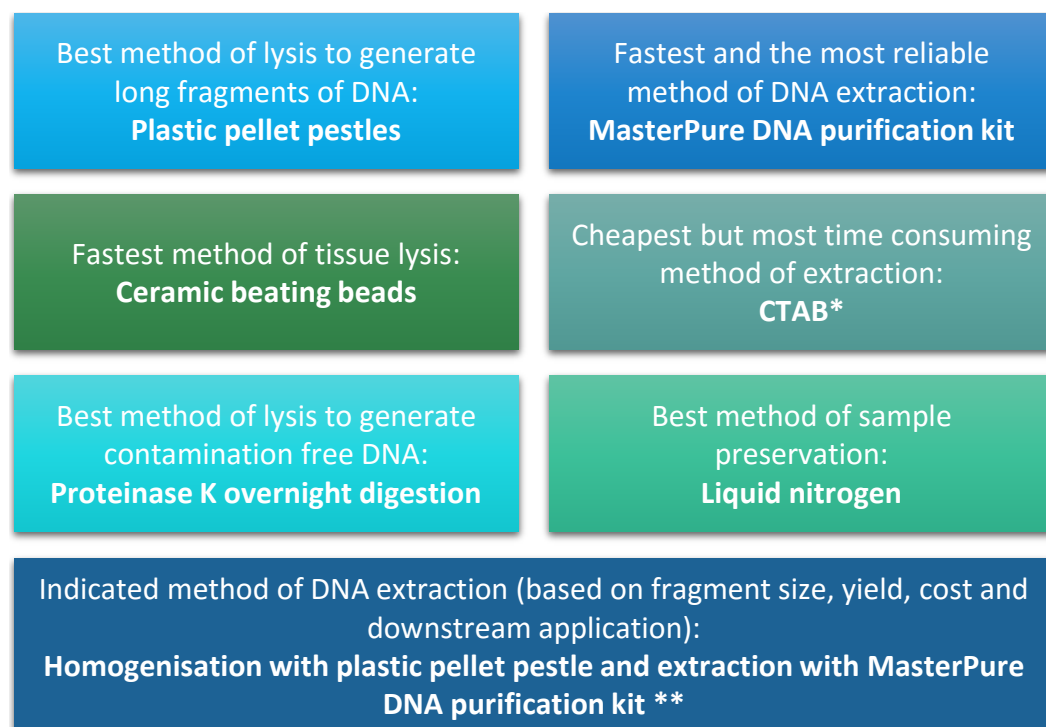 Best method of lysis to generate
long fragments of DNA:
Plastic pellet pestles
Fastest and the most reliable
method of DNA extraction:
MasterPure DNA purification kit
Fastest method of tissue lysis:
Ceramic beating beads
Cheapest but most time consuming
method of extraction:
CTAB*
Best method of lysis to generate
contamination free DNA:
Proteinase K overnight digestion
Best method of sample
preservation:
Liquid nitrogen
Indicated method of DNA extraction (based on fragment size, yield, cost and
downstream application):
Homogenisation with plastic pellet pestle and extraction with MasterPure
DNA purification kit **